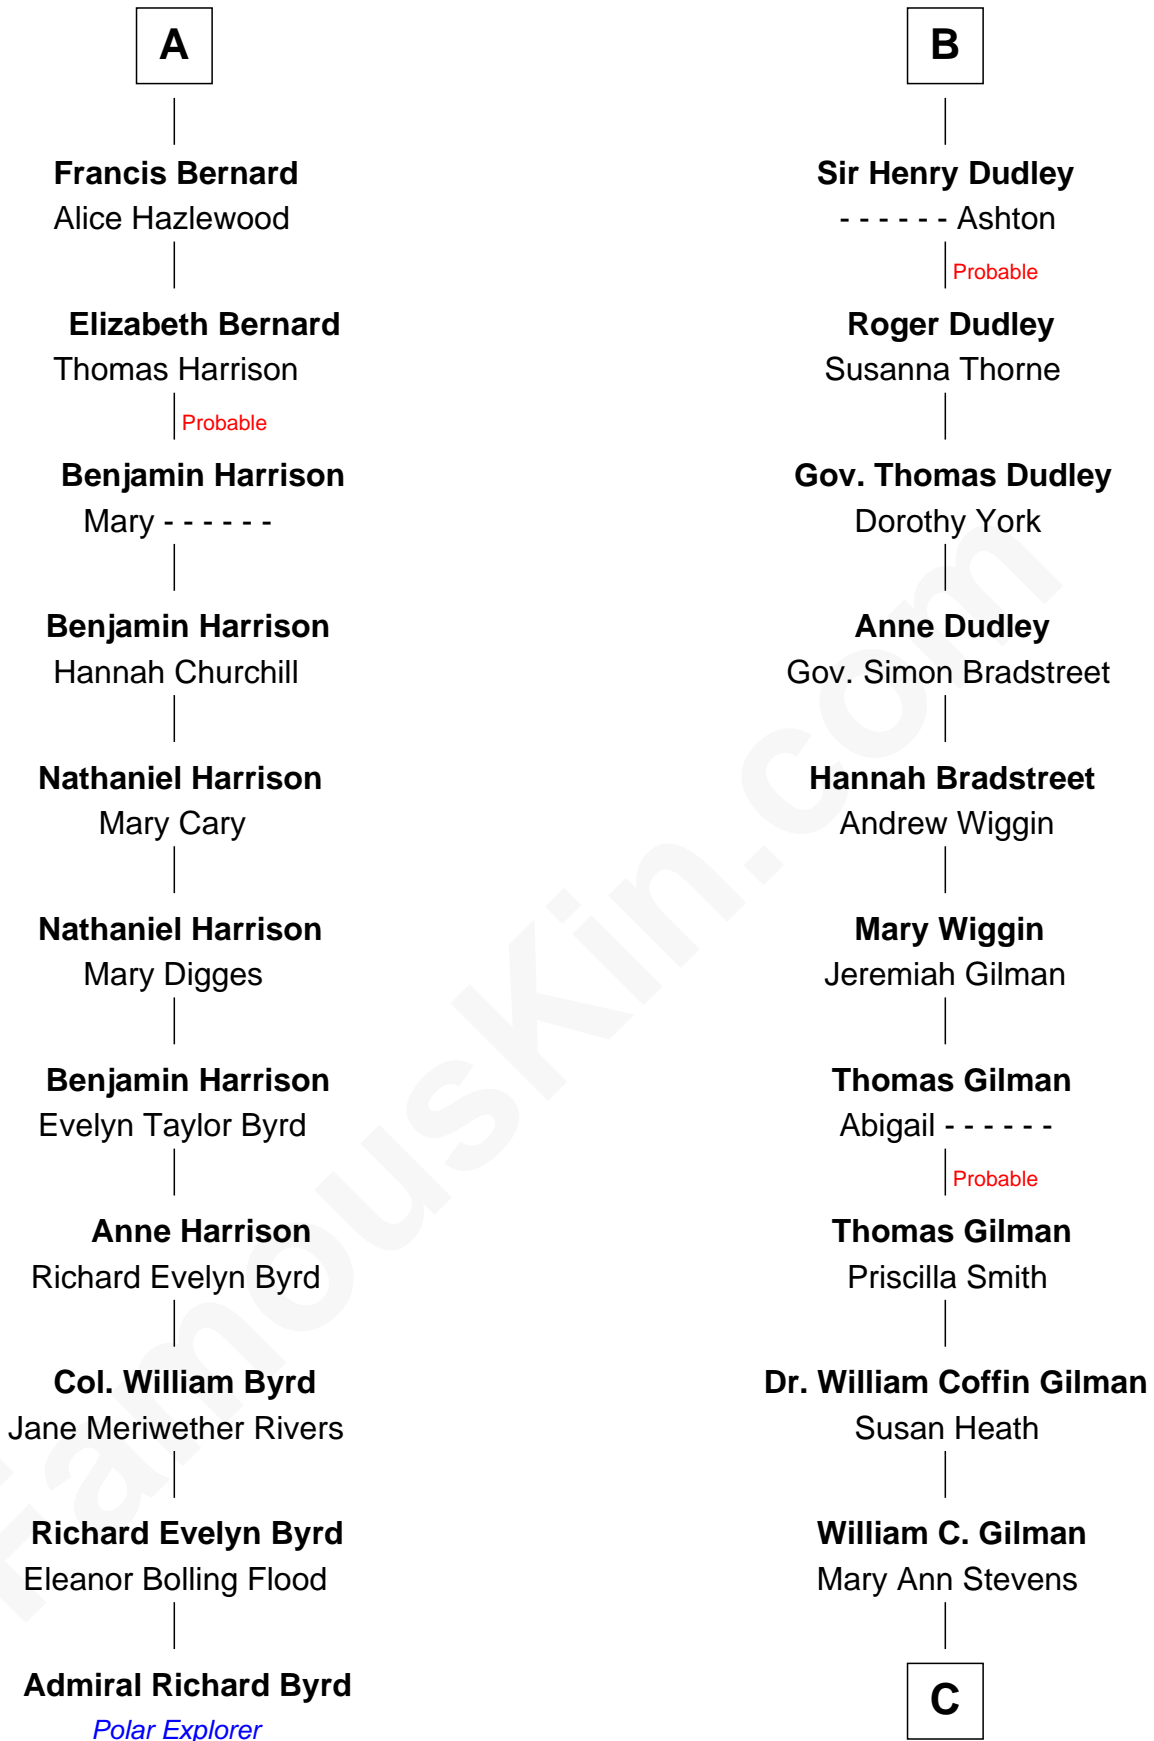 A
Francis Bernard
Alice Hazlewood
Elizabeth Bernard
Thomas Harrison
Probable
Benjamin Harrison
Mary - - - - - -
Benjamin Harrison
Hannah Churchill
Nathaniel Harrison
Mary Cary
Nathaniel Harrison
Mary Digges
Benjamin Harrison
Evelyn Taylor Byrd
Anne Harrison
Richard Evelyn Byrd
Col. William Byrd
Jane Meriwether Rivers
Richard Evelyn Byrd
Eleanor Bolling Flood
Admiral Richard Byrd
Polar Explorer
B
Sir Henry Dudley
- - - - - - Ashton
Probable
Roger Dudley
Susanna Thorne
Gov. Thomas Dudley
Dorothy York
Anne Dudley
Gov. Simon Bradstreet
Hannah Bradstreet
Andrew Wiggin
Mary Wiggin
Jeremiah Gilman
Thomas Gilman
Abigail - - - - - -
Probable
Thomas Gilman
Priscilla Smith
Dr. William Coffin Gilman
Susan Heath
William C. Gilman
Mary Ann Stevens
C
FamousKin.com